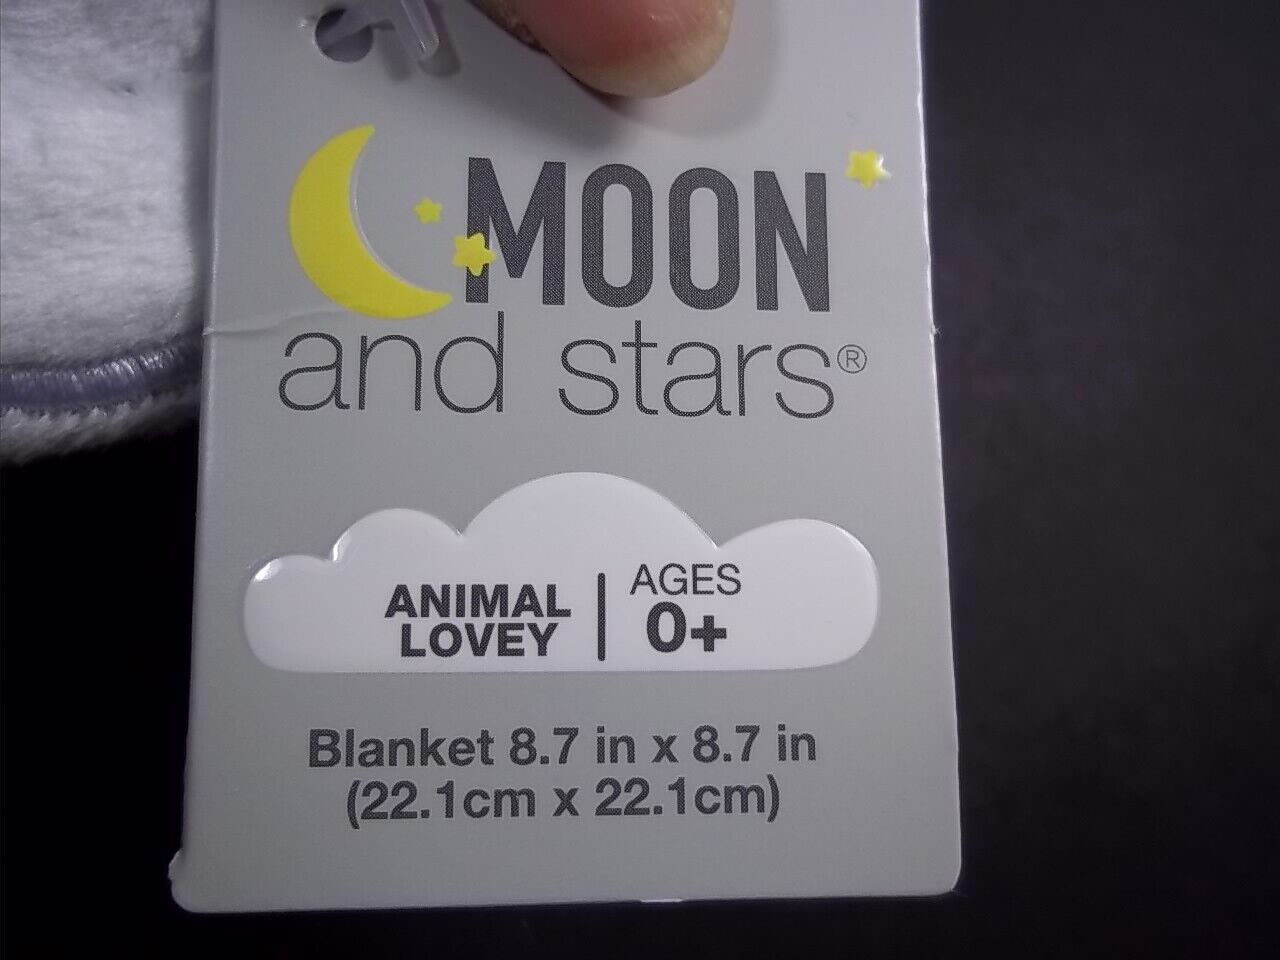 MOON
and stars®
ANIMAL
LOVEY
AGES
0+
Blanket 8.7 in x 8.7 in
(22.1cm x 22.1cm)